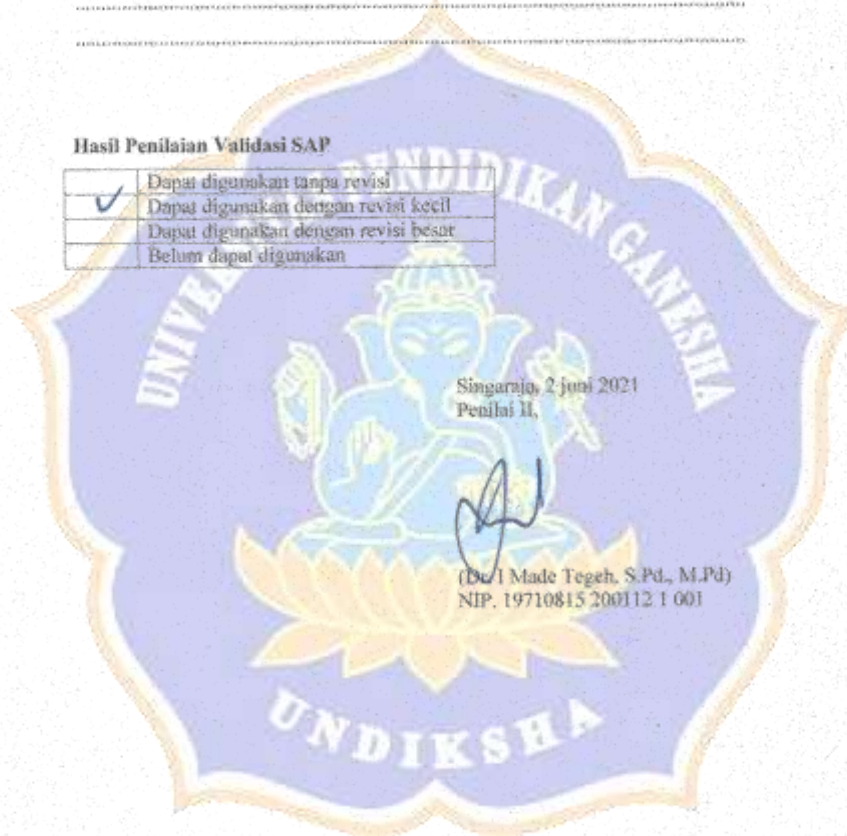 Hasil Penilaian Validasi SAP
Dapat digunakan tanpa revisi
✓ Dapat digunakan dengan revisi kecil
Dapat digunakan dengan revisi besar
Belum dapat digunakan
UNIVERSITAS PENDIDIKAN GANESHA
Singaraja, 2 juni 2021
Penilai II,
(Dr. I Made Tegeh, S.Pd., M.Pd)
NIP. 19710815 200112 1 001
UNDIKSHA